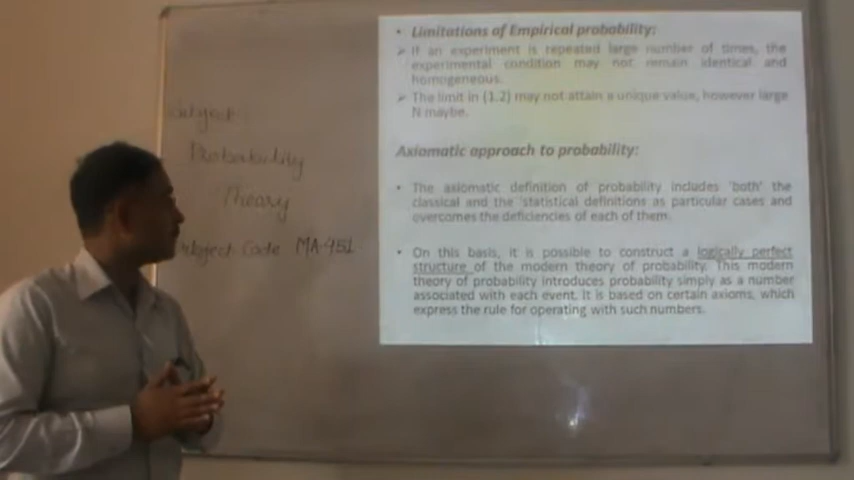 Subject
Probability
Theory
Subject Code MA-451
• Limitations of Empirical probability:
➢ If an experiment is repeated large number of times, the
experimental condition may not remain identical and
homogeneous.
➢ The limit in (1.2) may not attain a unique value, however large
N maybe.
Axiomatic approach to probability:
• The axiomatic definition of probability includes 'both' the
classical and the 'statistical definitions as particular cases and
overcomes the deficiencies of each of them.
• On this basis, it is possible to construct a logically perfect
structure of the modern theory of probability. This modern
theory of probability introduces probability simply as a number
associated with each event. It is based on certain axioms, which
express the rule for operating with such numbers.